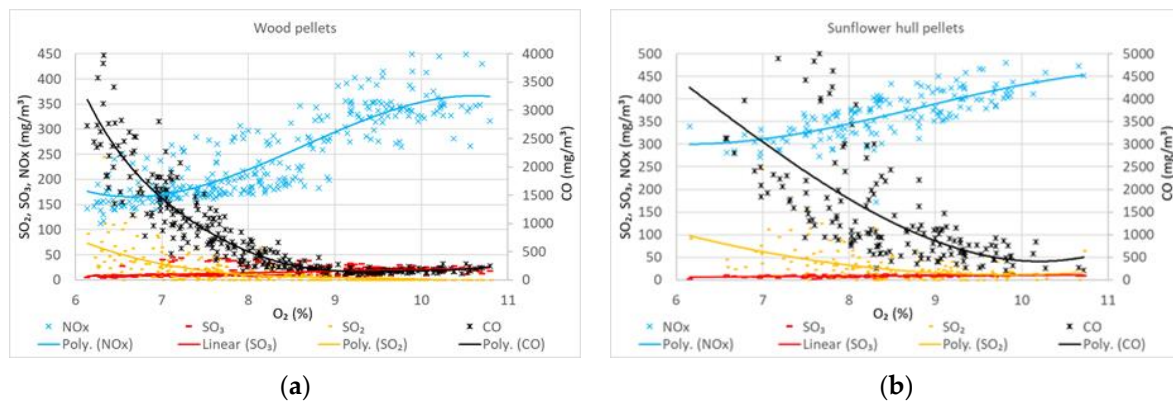 Wood pellets
SO₂, SO₃, NOx (mg/m³)
450
400
350
300
250
200
150
100
50
0
4000
3500
3000
2500
2000
1500
1000
500
0
CO (mg/m³)
6 7 8 9 10 11
O₂ (%)
NOx SO₃ SO₂ CO
Poly. (NOx) Linear (SO₃) Poly. (SO₂) Poly. (CO)
(a)
Sunflower hull pellets
SO₂, SO₃, NOx (mg/m³)
500
450
400
350
300
250
200
150
100
50
0
5000
4500
4000
3500
3000
2500
2000
1500
1000
500
0
CO (mg/m³)
6 7 8 9 10 11
O₂ (%)
NOx SO₃ SO₂ CO
Poly. (NOx) Linear (SO₃) Poly. (SO₂) Poly. (CO)
(b)